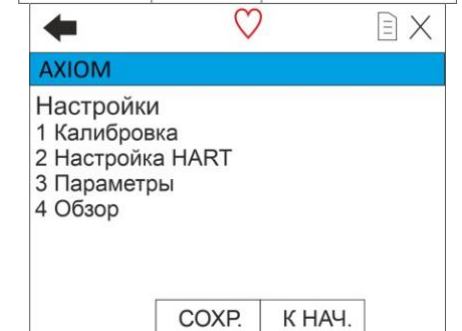 AXIOM
Настройки
1 Калибровка
2 Настройка HART
3 Параметры
4 Обзор
СОХР. К НАЧ.